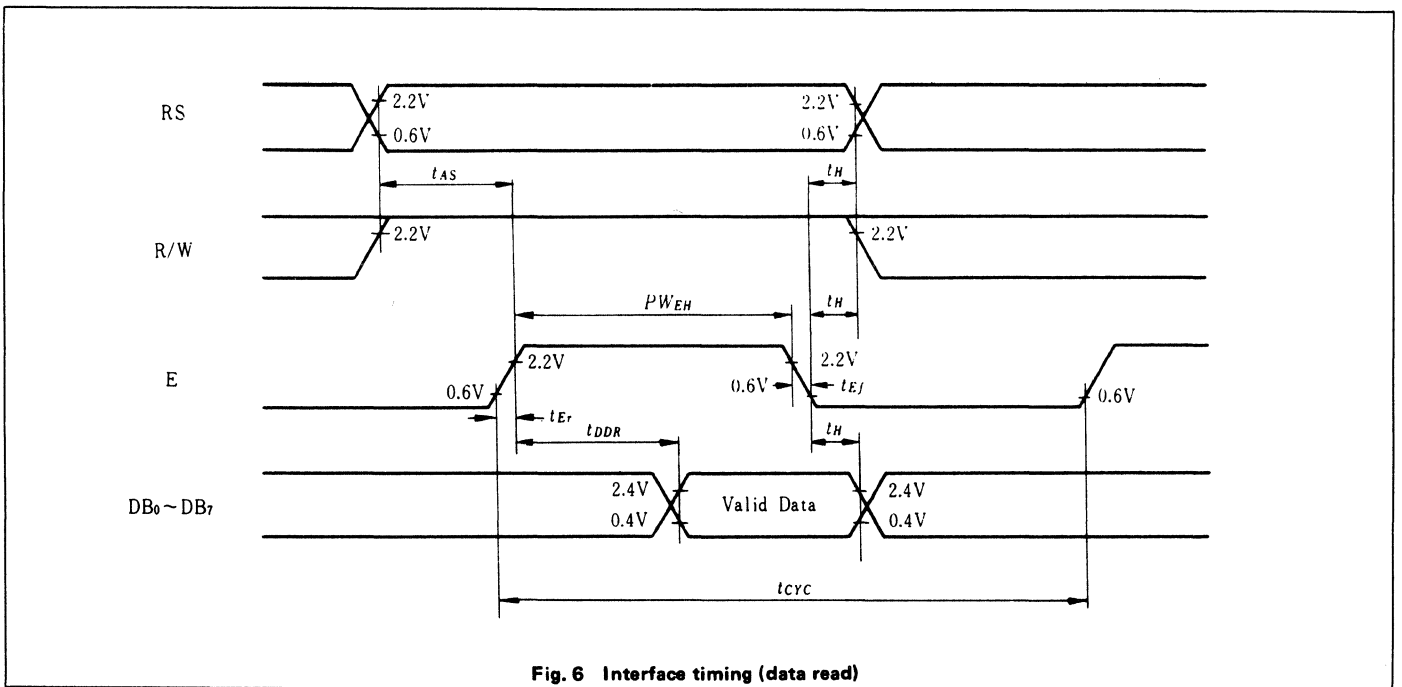 RS
2.2V
0.6V
2.2V
0.6V
tAS
tH
R/W
2.2V
2.2V
PWEH
tH
E
2.2V
0.6V
2.2V
0.6V
tEf
0.6V
tEr
tDDR
tH
DB0~DB7
2.4V
0.4V
Valid Data
2.4V
0.4V
tCYC
Fig. 6 Interface timing (data read)